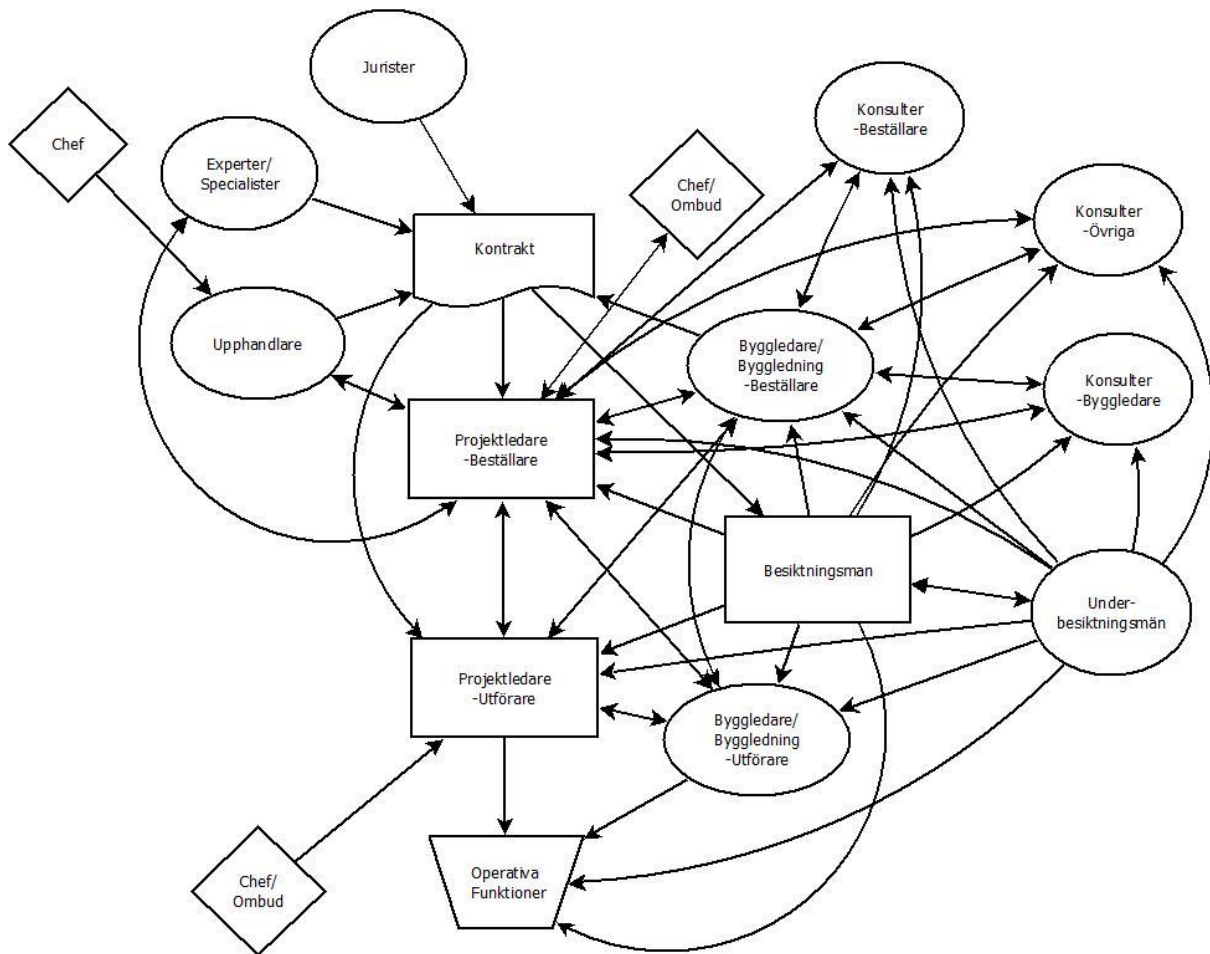 Jurister
Konsulter
-Beställare
Chef
Experter/
Specialister
Chef/
Ombud
Konsulter
-Övriga
Kontrakt
Upphandlare
Byggledare/
Byggledning
-Beställare
Konsulter
-Byggledare
Projektledare
-Beställare
Besiktningsman
Under-
besiktningsmän
Projektledare
-Utförare
Byggledare/
Byggledning
-Utförare
Chef/
Ombud
Operativa
Funktioner